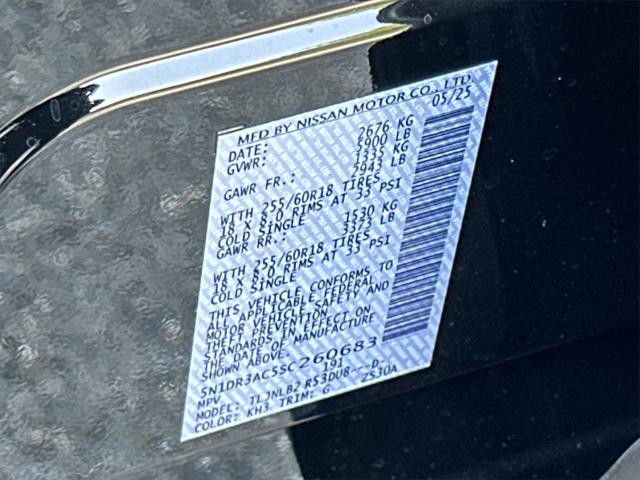 MFD BY NISSAN MOTOR CO., LTD
DATE: 05/25
GVWR: 2676 KG
5900 LB
GAWR FR.: 1335 KG
2943 LB
WITH 255/60R18 TIRES
18 X 8.0 RIMS AT 33 PSI
COLD SINGLE
GAWR RR.: 1530 KG
3373 LB
WITH 255/60R18 TIRES
18 X 8.0 RIMS AT 33 PSI
COLD SINGLE
THIS VEHICLE CONFORMS TO
ALL APPLICABLE FEDERAL
MOTOR VEHICLE SAFETY AND
THEFT PREVENTION
STANDARDS IN EFFECT ON
THE DATE OF MANUFACTURE
SHOWN ABOVE.
5N1DR3AC5SC260683
MPV 191
MODEL: TLJNLB2 R53DU8---D-
COLOR: KH3 TRIM: G ZS30A